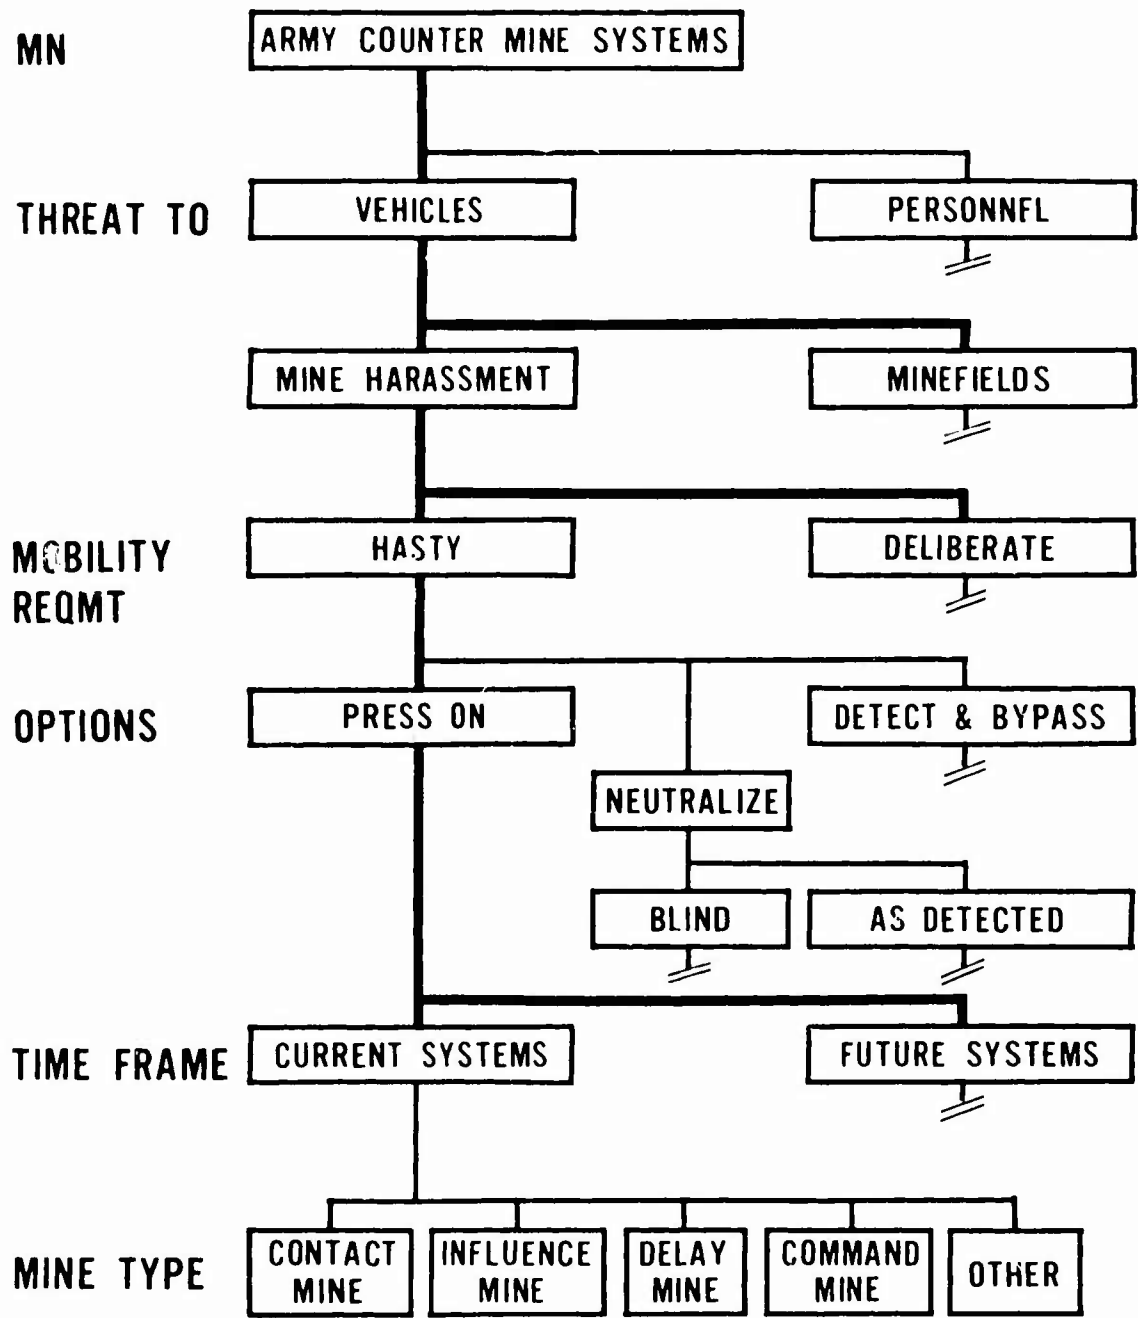 MN
ARMY COUNTER MINE SYSTEMS
THREAT TO
VEHICLES
PERSONNFL
MINE HARASSMENT
MINEFIELDS
MOBILITY
REQMT
HASTY
DELIBERATE
OPTIONS
PRESS ON
DETECT & BYPASS
NEUTRALIZE
BLIND
AS DETECTED
TIME FRAME
CURRENT SYSTEMS
FUTURE SYSTEMS
MINE TYPE
CONTACT
MINE
INFLUENCE
MINE
DELAY
MINE
COMMAND
MINE
OTHER